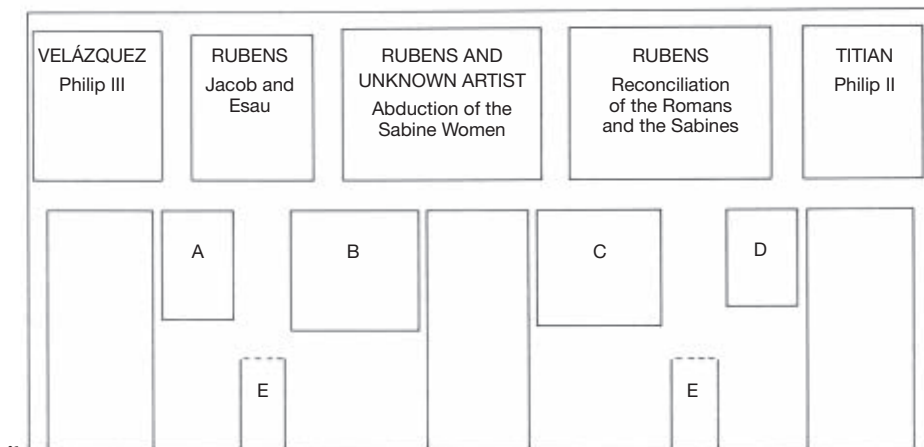 VELÁZQUEZ
Philip III
RUBENS
Jacob and
Esau
RUBENS AND
UNKNOWN ARTIST
Abduction of the
Sabine Women
RUBENS
Reconciliation
of the Romans
and the Sabines
TITIAN
Philip II
A
B
C
D
E
E